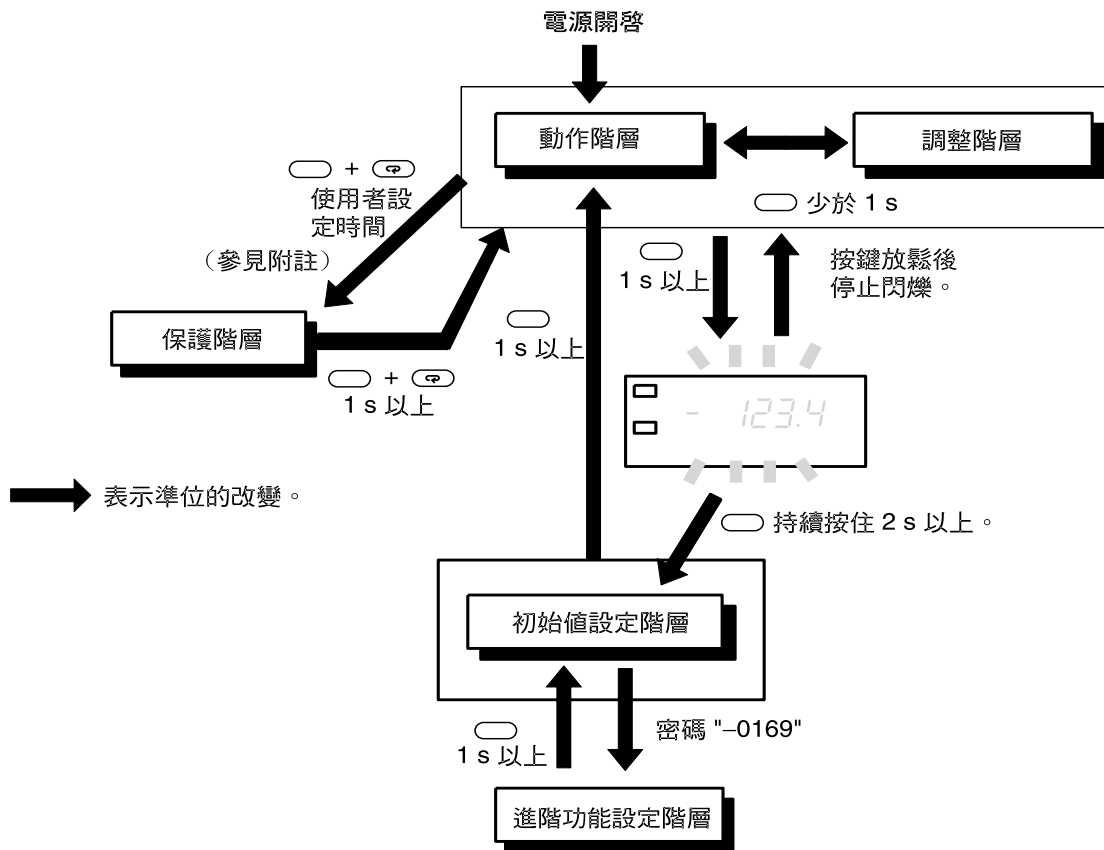 電源開啓
動作階層
調整階層
+
使用者設
定時間
（參見附註）
少於 1 s
1 s 以上
按鍵放鬆後
停止閃爍。
保護階層
1 s 以上
+
1 s 以上
- 123.4
表示準位的改變。
持續按住 2 s 以上。
初始值設定階層
1 s 以上
密碼 "–0169"
進階功能設定階層